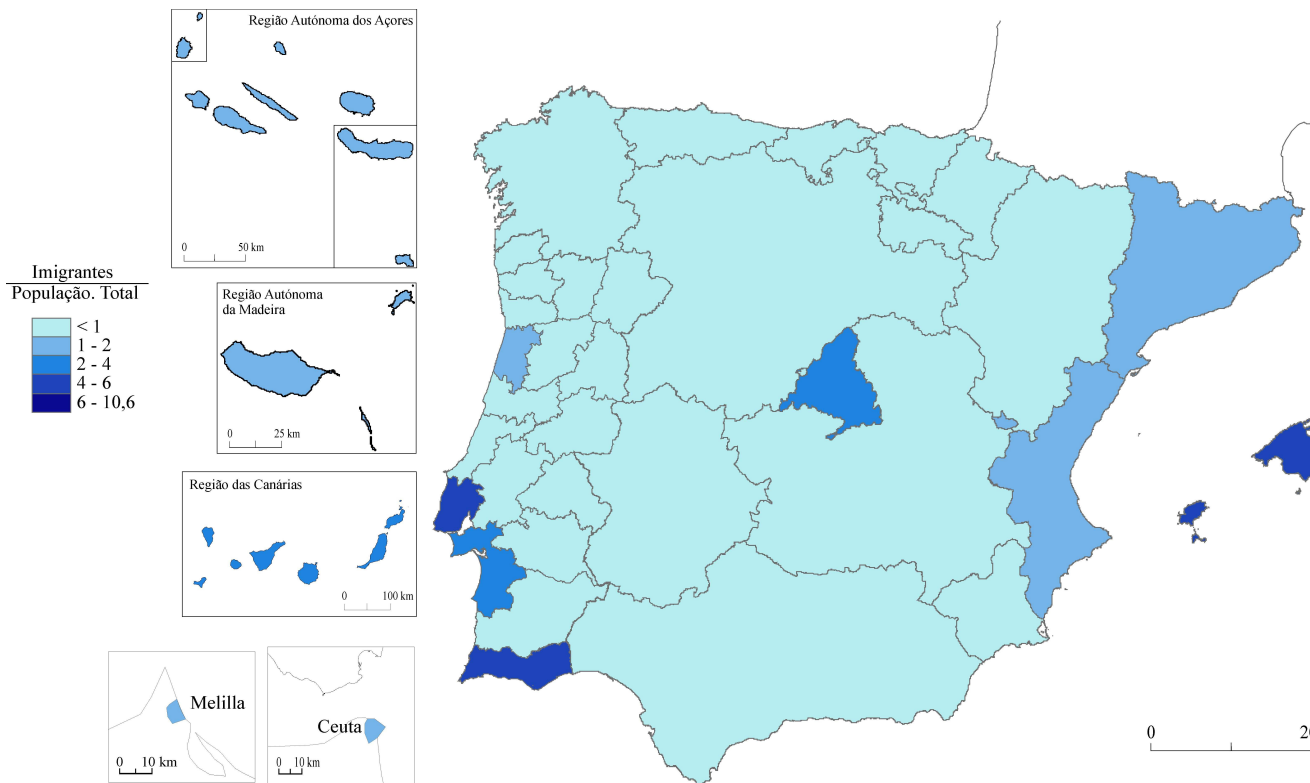 Região Autónoma dos Açores
0 50 km
Imigrantes
População. Total
< 1
1 - 2
2 - 4
4 - 6
6 - 10,6
Região Autónoma
da Madeira
0 25 km
Região das Canárias
0 100 km
Melilla
0 10 km
Ceuta
0 10 km
0 20